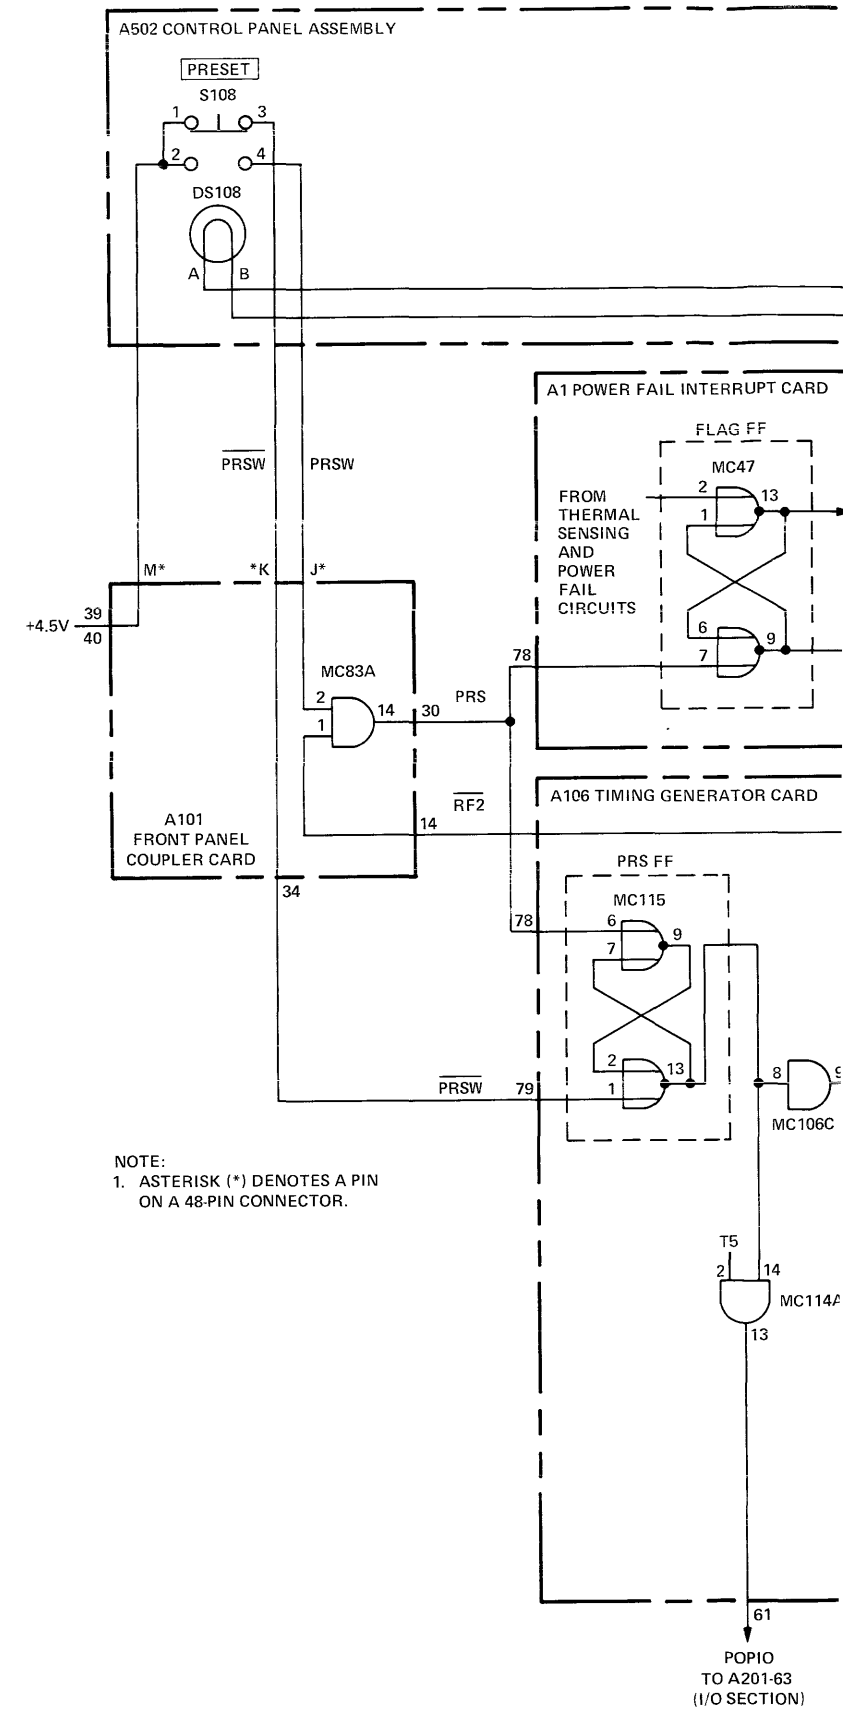 A502 CONTROL PANEL ASSEMBLY
PRESET
S108
1
3
2
4
DS108
A
B
A1 POWER FAIL INTERRUPT CARD
FLAG FF
MC47
FROM
THERMAL
SENSING
AND
POWER
FAIL
CIRCUITS
2
13
1
6
9
7
PRSW
PRSW
M*
*K
J*
+4.5V
39
40
MC83A
2
1
14
30
PRS
78
RF2
14
A101
FRONT PANEL
COUPLER CARD
34
A106 TIMING GENERATOR CARD
PRS FF
MC115
78
6
9
7
2
13
1
PRSW
79
8
9
MC106C
NOTE:
1. ASTERISK (*) DENOTES A PIN
ON A 48-PIN CONNECTOR.
T5
2
14
MC114A
13
61
POPIO
TO A201-63
(I/O SECTION)